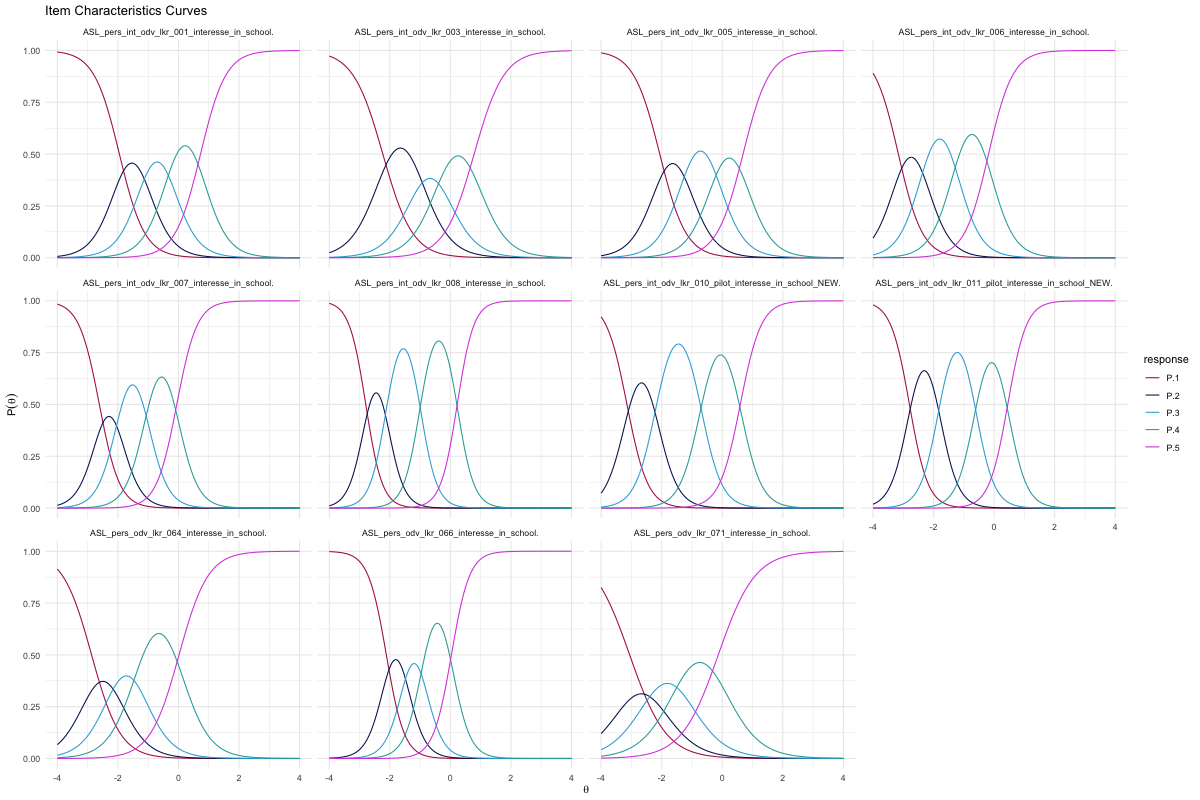 Item Characteristics Curves
ASL_pers_int_odv_lkr_001_interesse_in_school.
ASL_pers_int_odv_lkr_003_interesse_in_school.
ASL_pers_int_odv_lkr_005_interesse_in_school.
ASL_pers_int_odv_lkr_006_interesse_in_school.
1.00
0.75
0.50
0.25
0.00
ASL_pers_int_odv_lkr_007_interesse_in_school.
ASL_pers_int_odv_lkr_008_interesse_in_school.
ASL_pers_int_odv_lkr_010_pilot_interesse_in_school_NEW.
ASL_pers_int_odv_lkr_011_pilot_interesse_in_school_NEW.
1.00
0.75
0.50
0.25
0.00
P(θ)
-4 -2 0 2 4
response
P.1
P.2
P.3
P.4
P.5
ASL_pers_odv_lkr_064_interesse_in_school.
ASL_pers_odv_lkr_066_interesse_in_school.
ASL_pers_odv_lkr_071_interesse_in_school.
1.00
0.75
0.50
0.25
0.00
-4 -2 0 2 4
-4 -2 0 2 4
-4 -2 0 2 4
θ